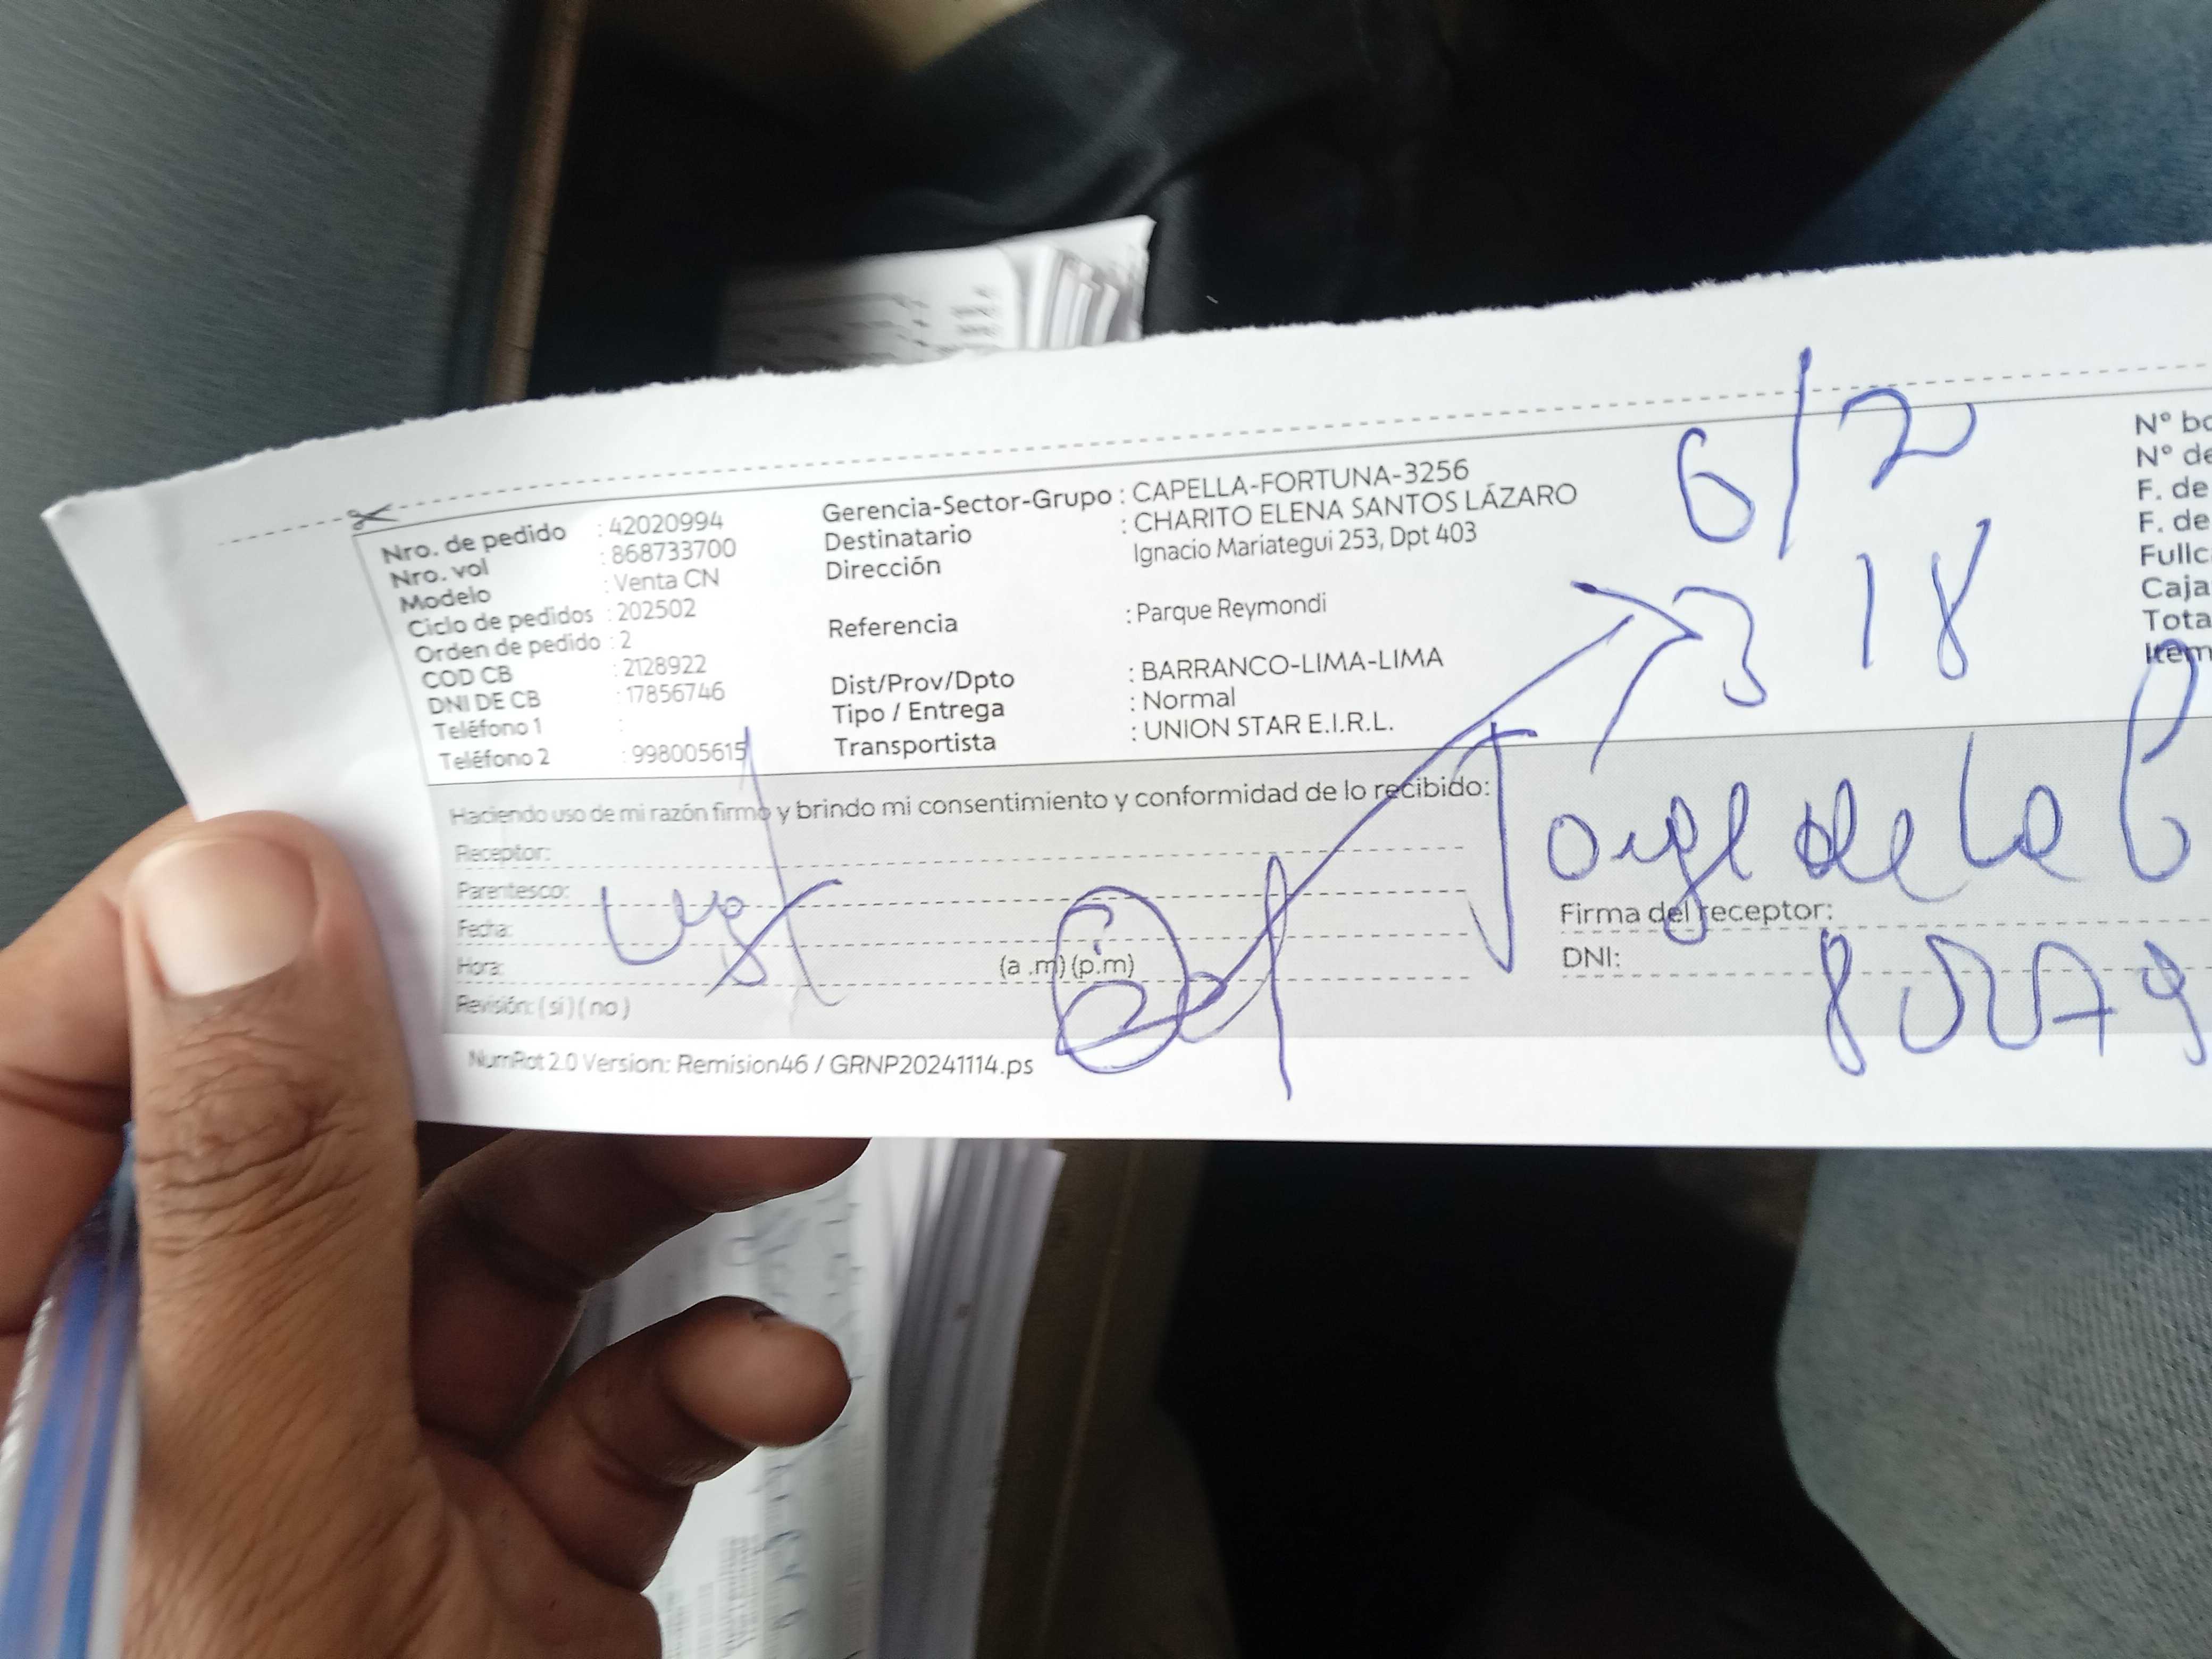 Nro. de pedido : 42020994
Nro. vol : 868733700
Modelo : Venta CN
Ciclo de pedidos : 202502
Orden de pedido : 2
COD CB : 2128922
DNI DE CB : 17856746
Teléfono 1 :
Teléfono 2 : 998005615
Gerencia-Sector-Grupo : CAPELLA-FORTUNA-3256
Destinatario : CHARITO ELENA SANTOS LÁZARO
Dirección Ignacio Mariategui 253, Dpt 403
Referencia : Parque Reymondi
Dist/Prov/Dpto : BARRANCO-LIMA-LIMA
Tipo / Entrega : Normal
Transportista : UNION STAR E.I.R.L.
6/2
3 18
N° bo
N° de
F. de
F. de
Fullc
Caja
Tota
Item
Haciendo uso de mi razón firmo y brindo mi consentimiento y conformidad de lo recibido:
Receptor:
Parentesco:
Fecha:
Hora: (a .m) (p.m)
Revisión: ( si ) ( no )
Jorge de la C
Firma del receptor:
DNI:
NumRot 2.0 Version: Remision46 / GRNP20241114.ps